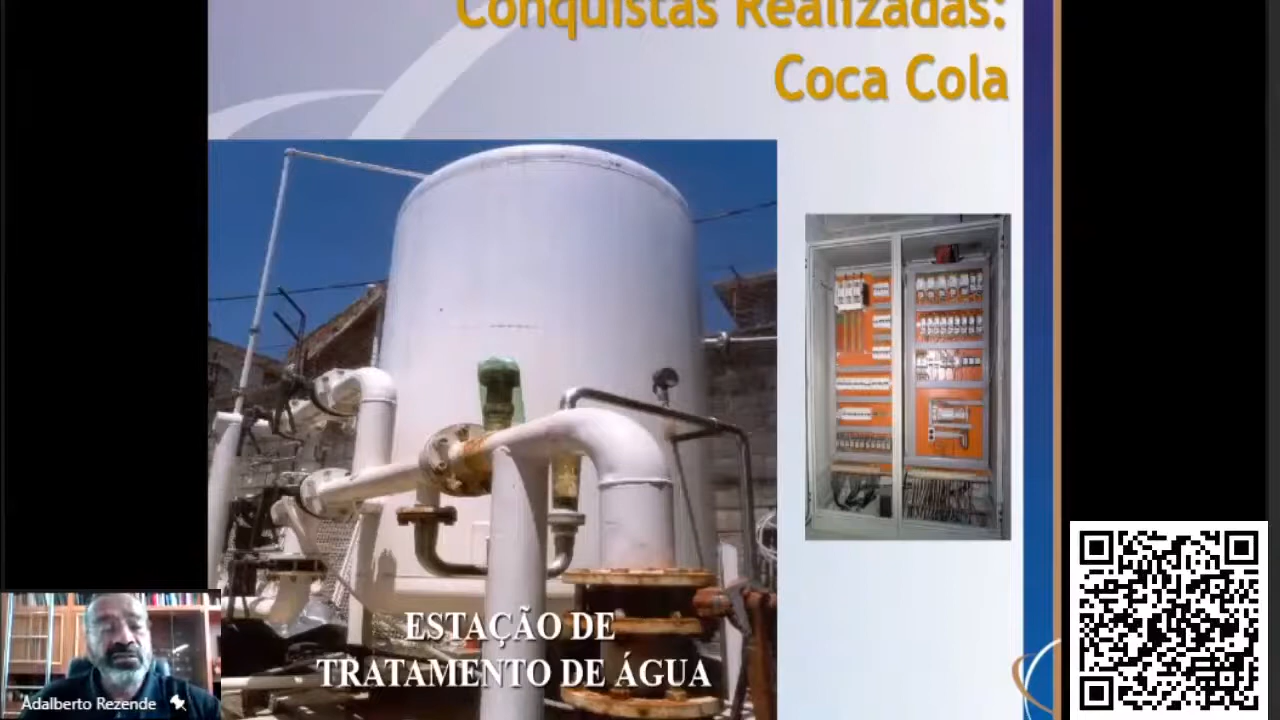 Conquistas Realizadas:
Coca Cola
ESTAÇÃO DE
TRATAMENTO DE ÁGUA
Adalberto Rezende